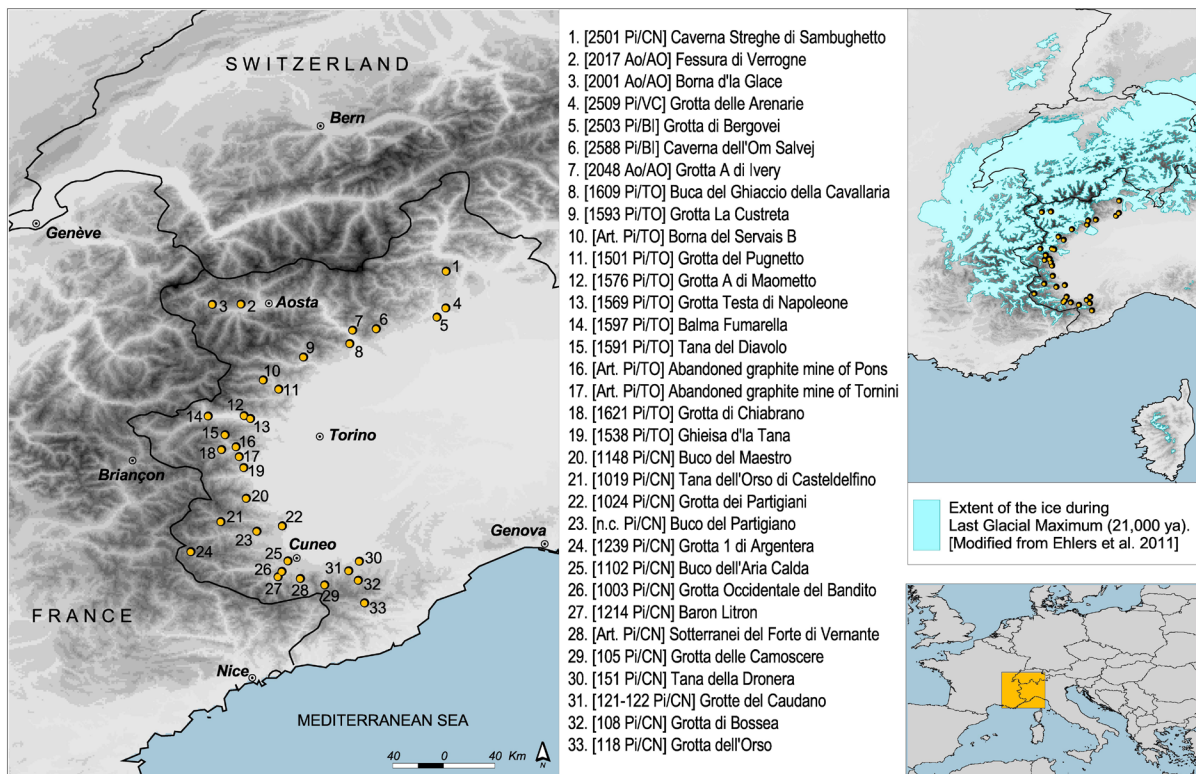 SWITZERLAND
Bern
Genève
1
3
2
Aosta
4
5
7
6
8
9
10
11
14
12
13
15
16
Torino
18
17
Briançon
19
20
21
22
23
Genova
24
25
Cuneo
26
31
30
27
28
29
32
33
FRANCE
Nice
MEDITERRANEAN SEA
40 0 40 Km
N
1. [2501 Pi/CN] Caverna Streghe di Sambughetto
2. [2017 Ao/AO] Fessura di Verrogne
3. [2001 Ao/AO] Borna d'la Glace
4. [2509 Pi/VC] Grotta delle Arenarie
5. [2503 Pi/BI] Grotta di Bergovei
6. [2588 Pi/BI] Caverna dell'Om Salvej
7. [2048 Ao/AO] Grotta A di Ivery
8. [1609 Pi/TO] Buca del Ghiaccio della Cavallaria
9. [1593 Pi/TO] Grotta La Custreta
10. [Art. Pi/TO] Borna del Servais B
11. [1501 Pi/TO] Grotta del Pugnetto
12. [1576 Pi/TO] Grotta A di Maometto
13. [1569 Pi/TO] Grotta Testa di Napoleone
14. [1597 Pi/TO] Balma Fumarella
15. [1591 Pi/TO] Tana del Diavolo
16. [Art. Pi/TO] Abandoned graphite mine of Pons
17. [Art. Pi/TO] Abandoned graphite mine of Tornini
18. [1621 Pi/TO] Grotta di Chiabrano
19. [1538 Pi/TO] Ghieisa d'la Tana
20. [1148 Pi/CN] Buco del Maestro
21. [1019 Pi/CN] Tana dell'Orso di Casteldelfino
22. [1024 Pi/CN] Grotta dei Partigiani
23. [n.c. Pi/CN] Buco del Partigiano
24. [1239 Pi/CN] Grotta 1 di Argentera
25. [1102 Pi/CN] Buco dell'Aria Calda
26. [1003 Pi/CN] Grotta Occidentale del Bandito
27. [1214 Pi/CN] Baron Litron
28. [Art. Pi/CN] Sotterranei del Forte di Vernante
29. [105 Pi/CN] Grotta delle Camoscere
30. [151 Pi/CN] Tana della Dronera
31. [121-122 Pi/CN] Grotte del Caudano
32. [108 Pi/CN] Grotta di Bossea
33. [118 Pi/CN] Grotta dell'Orso
Extent of the ice during
Last Glacial Maximum (21,000 ya).
[Modified from Ehlers et al. 2011]